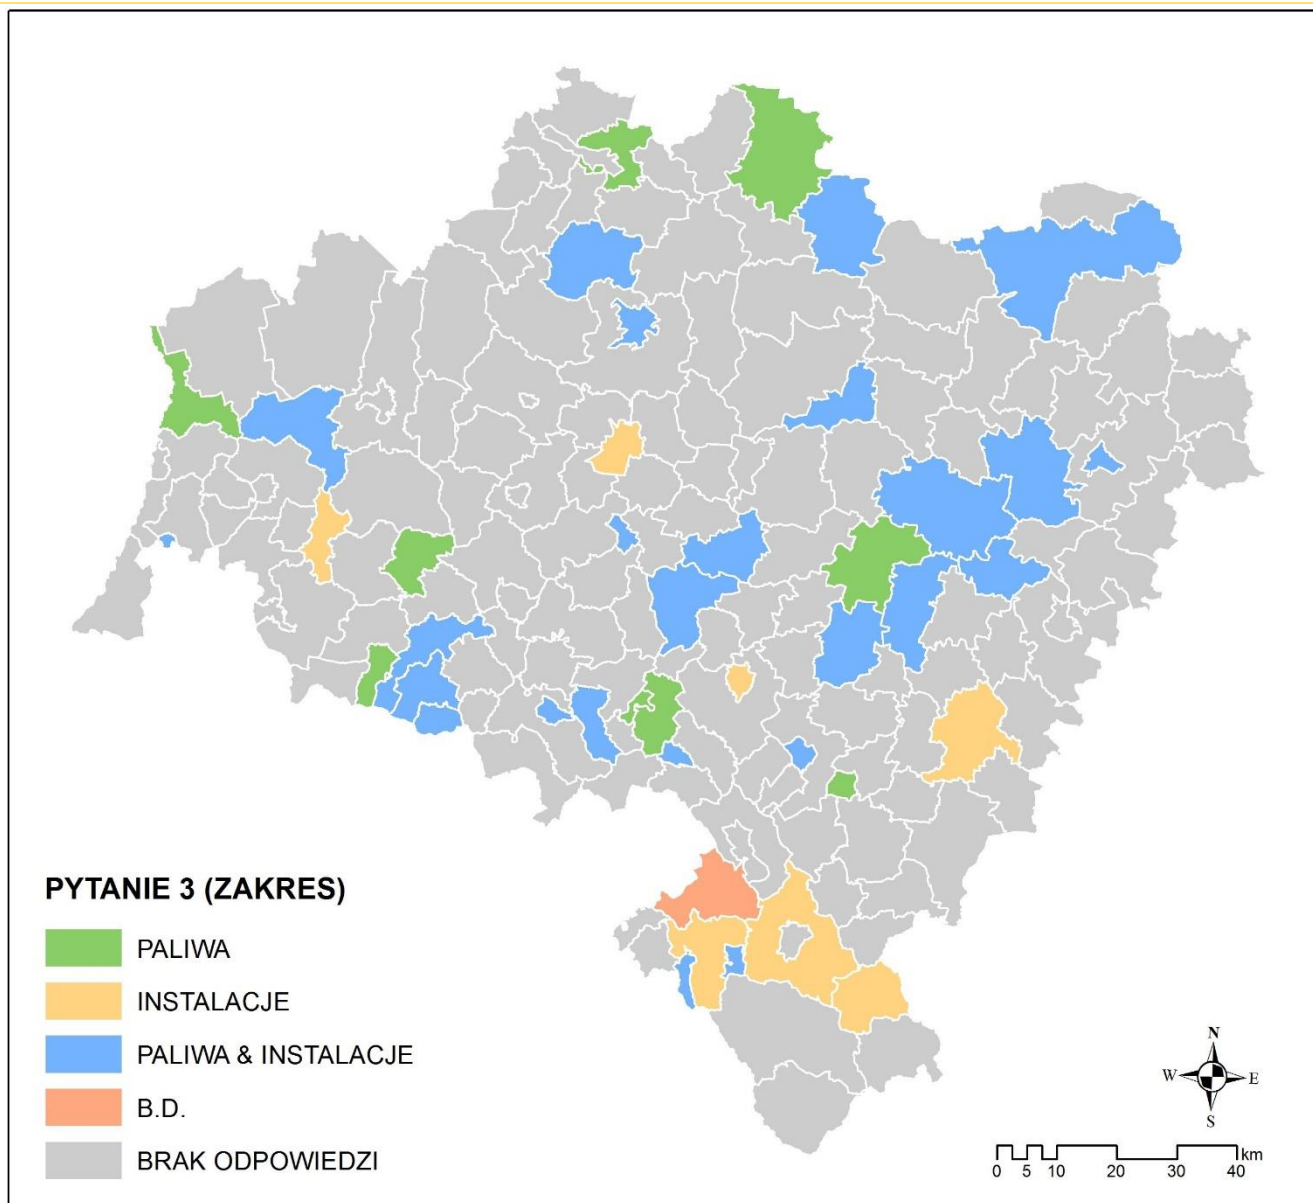 PYTANIE 3 (ZAKRES)
PALIWA
INSTALACJE
PALIWA & INSTALACJE
B.D.
BRAK ODPOWIEDZI
N
W E
S
km
0 5 10 20 30 40